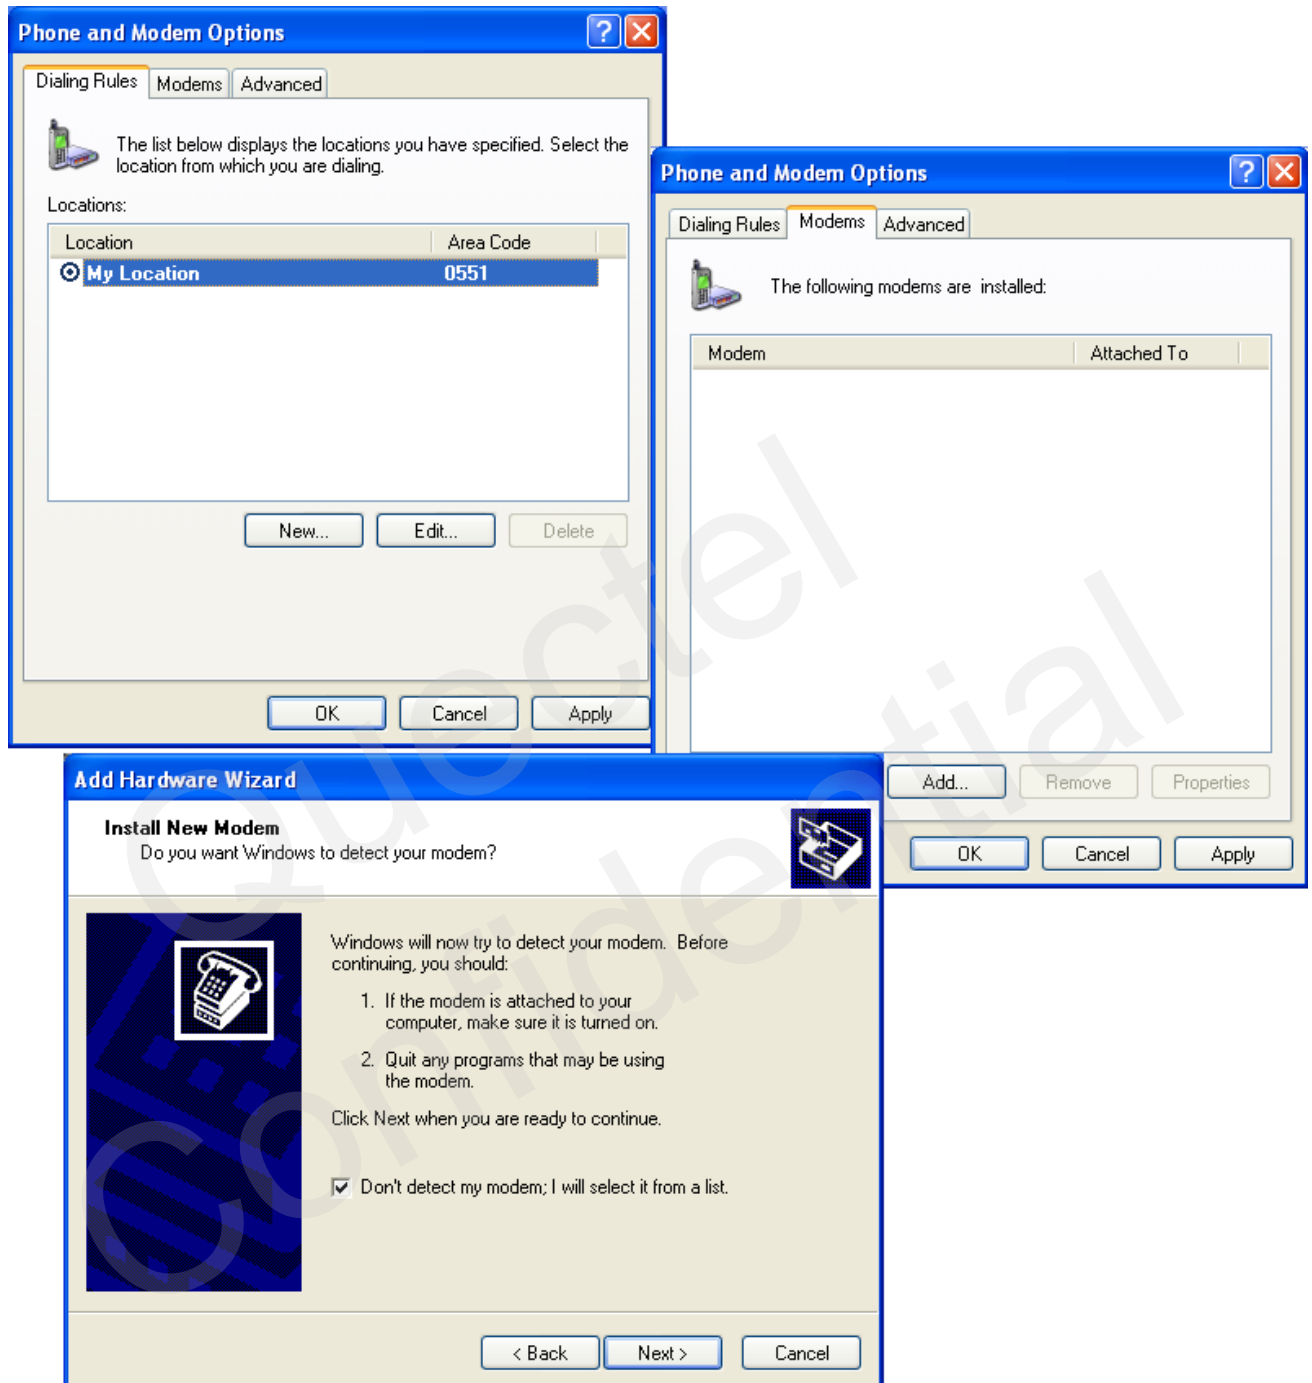 Phone and Modem Options
Dialing Rules Modems Advanced
The list below displays the locations you have specified. Select the
location from which you are dialing.
Locations:
Location Area Code
My Location 0551
New... Edit... Delete
OK Cancel Apply
Phone and Modem Options
Dialing Rules Modems Advanced
The following modems are installed:
Modem Attached To
Add... Remove Properties
OK Cancel Apply
Add Hardware Wizard
Install New Modem
Do you want Windows to detect your modem?
Windows will now try to detect your modem. Before
continuing, you should:
1. If the modem is attached to your
computer, make sure it is turned on.
2. Quit any programs that may be using
the modem.
Click Next when you are ready to continue.
Don't detect my modem; I will select it from a list.
< Back Next > Cancel
Quectel
Confidential